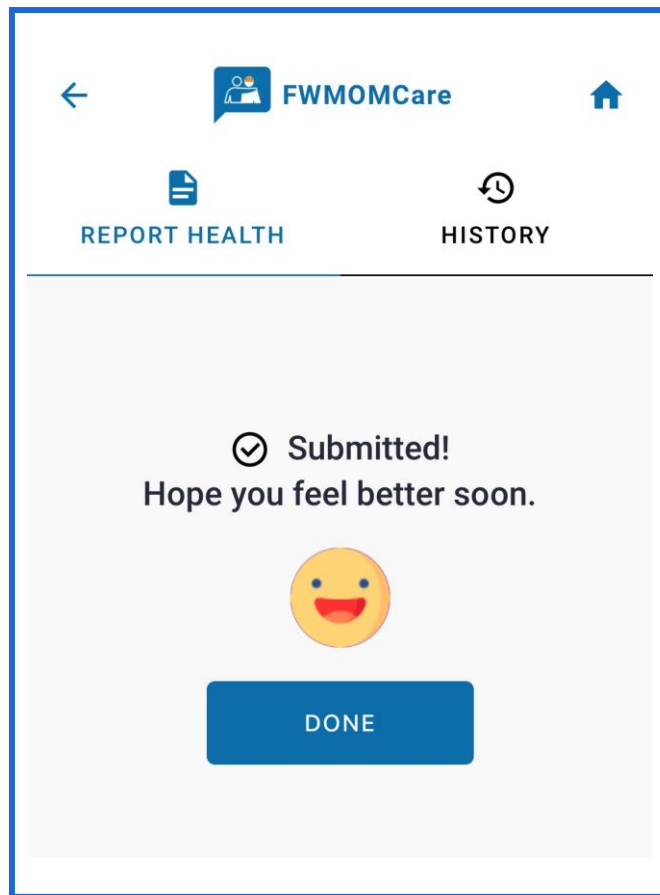 FWMOMCare
REPORT HEALTH
HISTORY
Submitted!
Hope you feel better soon.
DONE